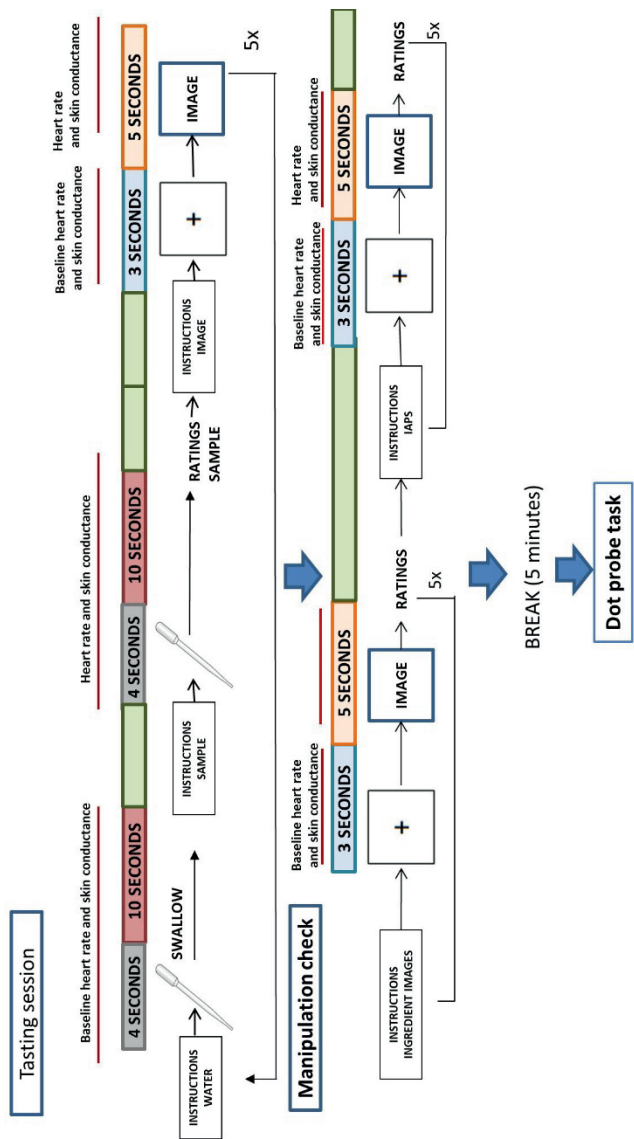 Tasting session
Baseline heart rate and skin conductance
Heart rate and skin conductance
Baseline heart rate
and skin conductance
Heart rate
and skin conductance
4 SECONDS
10 SECONDS
4 SECONDS
10 SECONDS
3 SECONDS
5 SECONDS
INSTRUCTIONS
WATER
SWALLOW
INSTRUCTIONS
SAMPLE
RATINGS
SAMPLE
INSTRUCTIONS
IMAGE
+
IMAGE
5x
Manipulation check
Baseline heart rate
and skin conductance
Baseline heart rate
and skin conductance
Heart rate
and skin conductance
3 SECONDS
5 SECONDS
3 SECONDS
5 SECONDS
INSTRUCTIONS
INGREDIENT IMAGES
+
IMAGE
RATINGS
5x
INSTRUCTIONS
IAPS
+
IMAGE
RATINGS
5x
BREAK (5 minutes)
Dot probe task